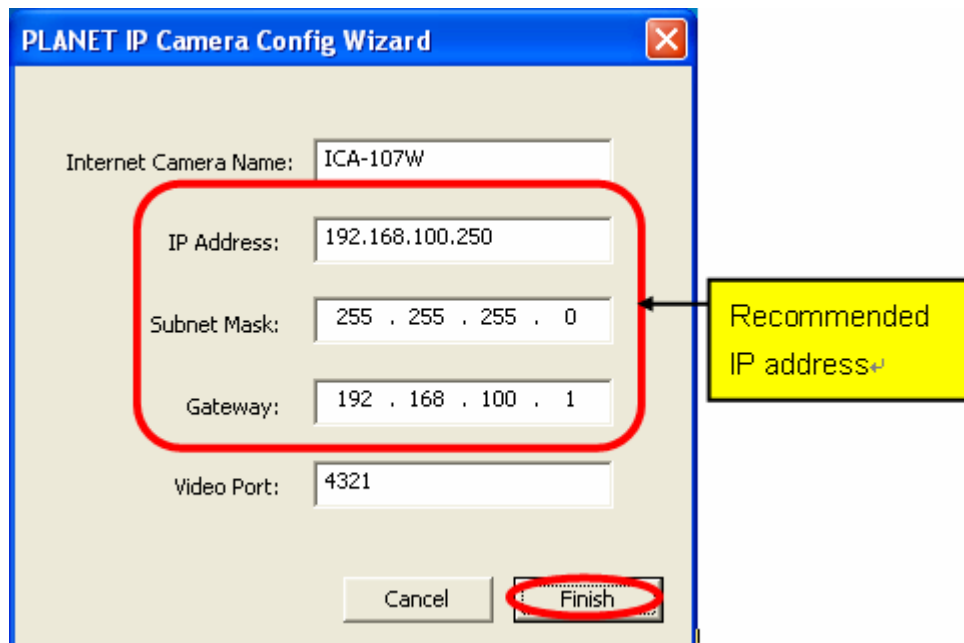 PLANET IP Camera Config Wizard
Internet Camera Name: ICA-107W
IP Address: 192.168.100.250
Subnet Mask: 255 . 255 . 255 . 0
Gateway: 192 . 168 . 100 . 1
Video Port: 4321
Recommended
IP address↵
Cancel Finish